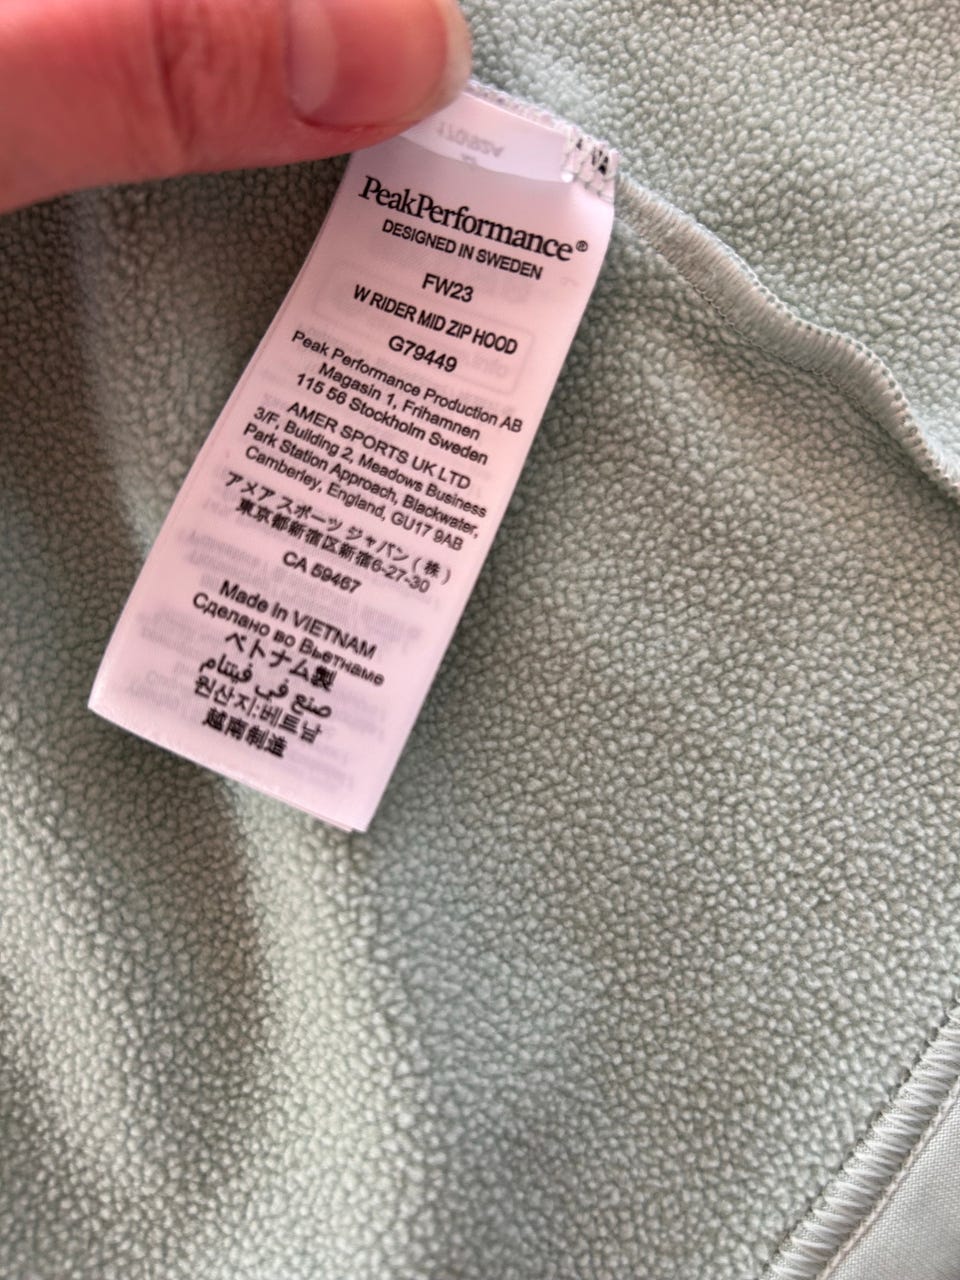 PeakPerformance®
DESIGNED IN SWEDEN
FW23
W RIDER MID ZIP HOOD
G79449
Peak Performance Production AB
Magasin 1, Frihamnen
115 56 Stockholm Sweden
AMER SPORTS UK LTD
3/F, Building 2, Meadows Business
Park Station Approach, Blackwater,
Camberley, England, GU17 9AB
アメアスポーツ ジャパン(株)
東京都新宿区新宿6-27-30
CA 59467
Made in VIETNAM
Сделано во Вьетнаме
ベトナム製
صنع في فيتنام
원산지:베트남
越南制造